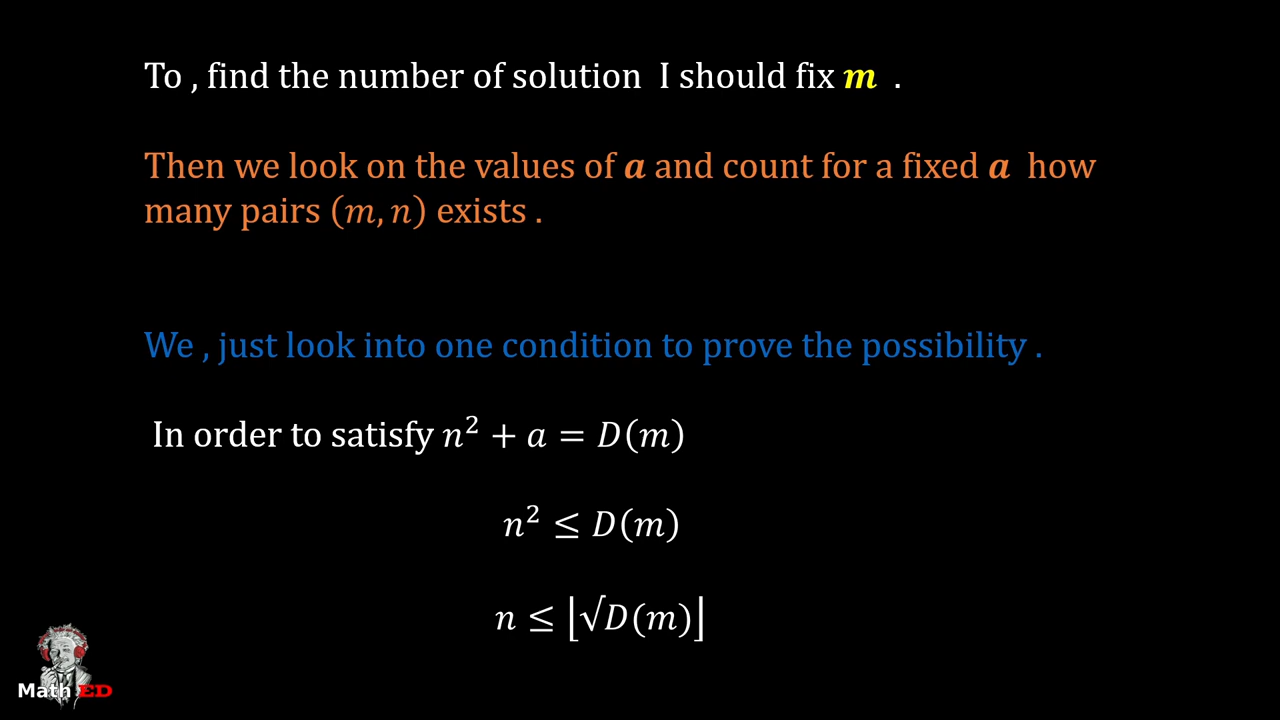 To , find the number of solution I should fix m .
Then we look on the values of a and count for a fixed a how
many pairs (m, n) exists .
We , just look into one condition to prove the possibility .
In order to satisfy n² + a = D(m)
n² ≤ D(m)
n ≤ ⌊√D(m)⌋
Math ED